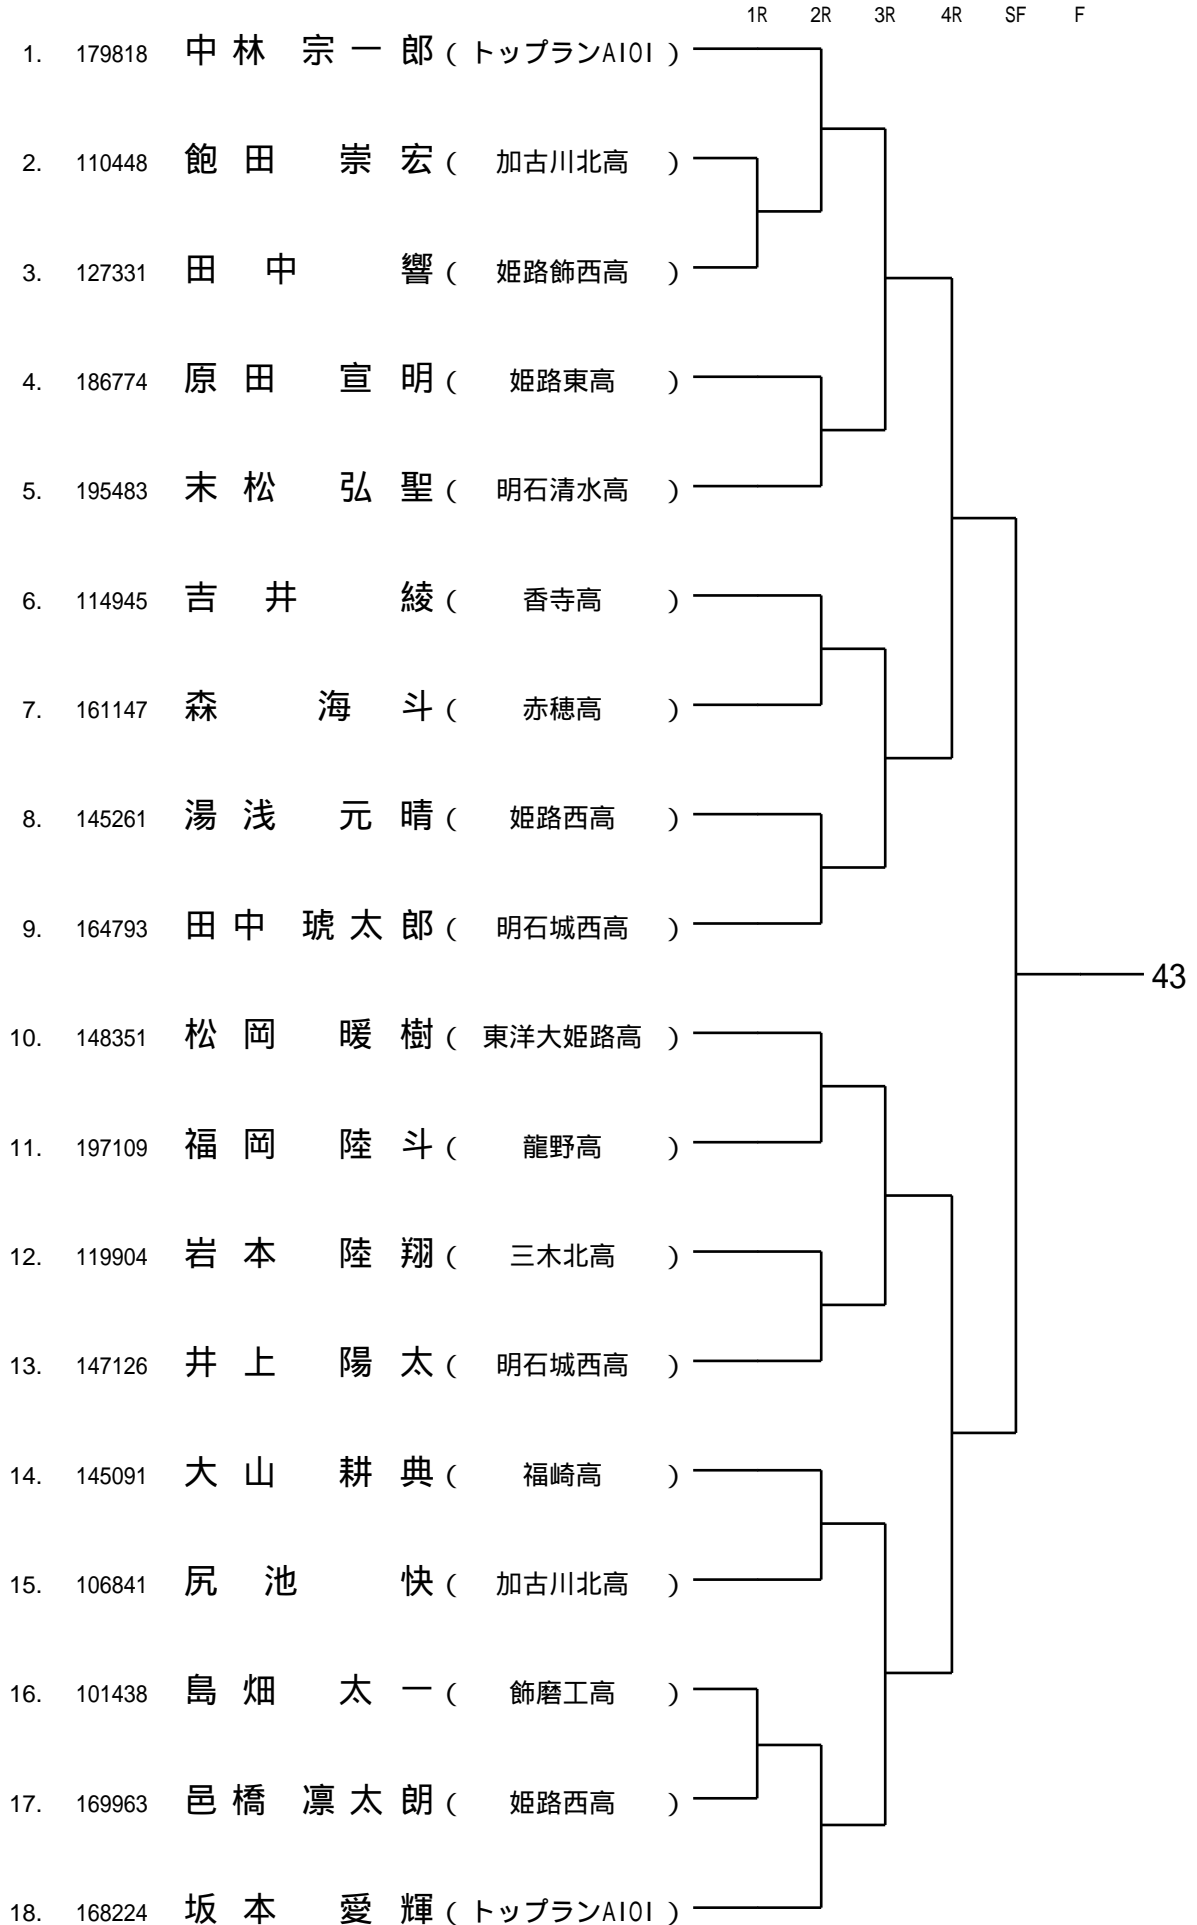 1R 2R 3R 4R SF F
1. 179818 中林 宗一郎 ( トップランAIOI )
2. 110448 飽田 崇宏 ( 加古川北高 )
3. 127331 田中 響 ( 姫路飾西高 )
4. 186774 原田 宣明 ( 姫路東高 )
5. 195483 末松 弘聖 ( 明石清水高 )
6. 114945 吉井 綾 ( 香寺高 )
7. 161147 森 海斗 ( 赤穂高 )
8. 145261 湯浅 元晴 ( 姫路西高 )
9. 164793 田中 琥太郎 ( 明石城西高 )
43
10. 148351 松岡 暖樹 ( 東洋大姫路高 )
11. 197109 福岡 陸斗 ( 龍野高 )
12. 119904 岩本 陸翔 ( 三木北高 )
13. 147126 井上 陽太 ( 明石城西高 )
14. 145091 大山 耕典 ( 福崎高 )
15. 106841 尻池 快 ( 加古川北高 )
16. 101438 島畑 太一 ( 飾磨工高 )
17. 169963 邑橋 凛太朗 ( 姫路西高 )
18. 168224 坂本 愛輝 ( トップランAIOI )